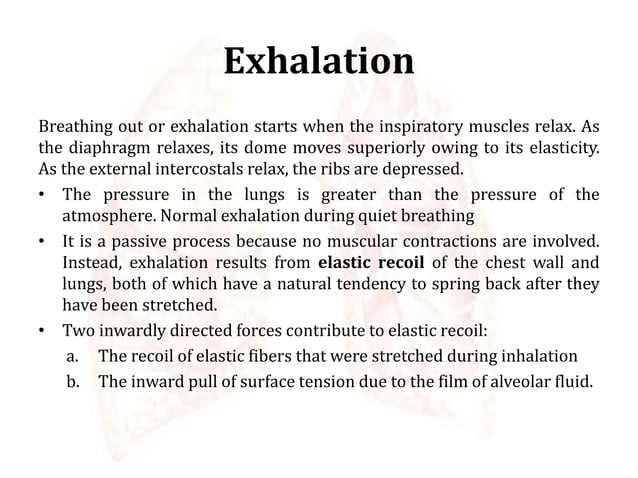 Exhalation
Breathing out or exhalation starts when the inspiratory muscles relax. As
the diaphragm relaxes, its dome moves superiorly owing to its elasticity.
As the external intercostals relax, the ribs are depressed.
• The pressure in the lungs is greater than the pressure of the
atmosphere. Normal exhalation during quiet breathing
• It is a passive process because no muscular contractions are involved.
Instead, exhalation results from elastic recoil of the chest wall and
lungs, both of which have a natural tendency to spring back after they
have been stretched.
• Two inwardly directed forces contribute to elastic recoil:
a. The recoil of elastic fibers that were stretched during inhalation
b. The inward pull of surface tension due to the film of alveolar fluid.